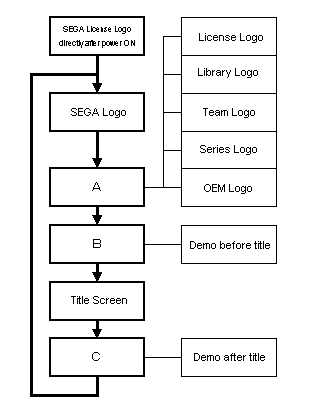 SEGA License Logo
directly after power ON
License Logo
Library Logo
SEGA Logo
Team Logo
Series Logo
A
OEM Logo
B
Demo before title
Title Screen
C
Demo after title